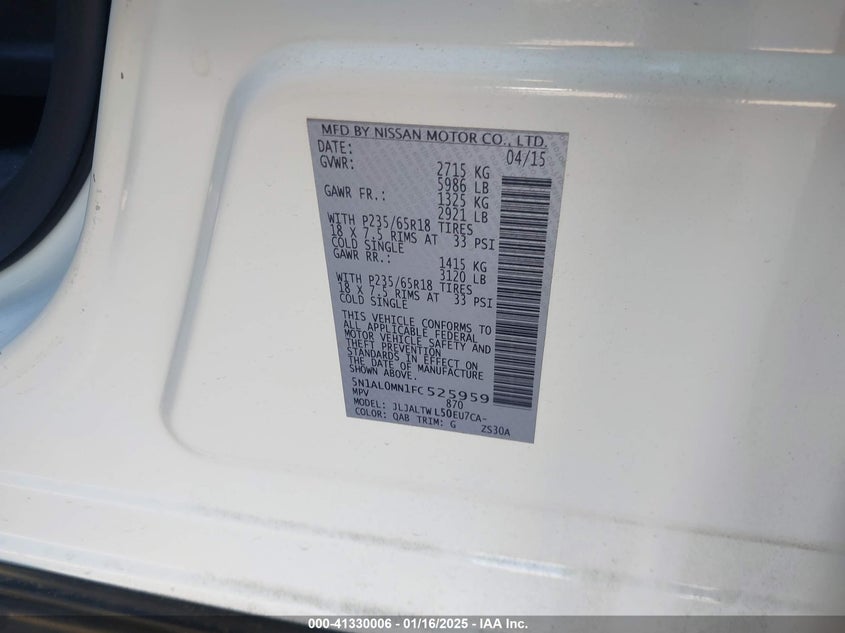 MFD BY NISSAN MOTOR CO., LTD.
DATE: 04/15
GVWR: 2715 KG
5986 LB
GAWR FR.: 1325 KG
2921 LB
WITH P235/65R18 TIRES
18 X 7.5 RIMS AT 33 PSI
COLD SINGLE
GAWR RR.: 1415 KG
3120 LB
WITH P235/65R18 TIRES
18 X 7.5 RIMS AT 33 PSI
COLD SINGLE
THIS VEHICLE CONFORMS TO
ALL APPLICABLE FEDERAL
MOTOR VEHICLE SAFETY AND
THEFT PREVENTION
STANDARDS IN EFFECT ON
THE DATE OF MANUFACTURE
SHOWN ABOVE.
5N1AL0MN1FC525959
MPV 870
MODEL: JLJALTWL50EU7CA-
COLOR: QAB TRIM: G ZS30A
000-41330006 / 01/16/2025 - IAA Inc.